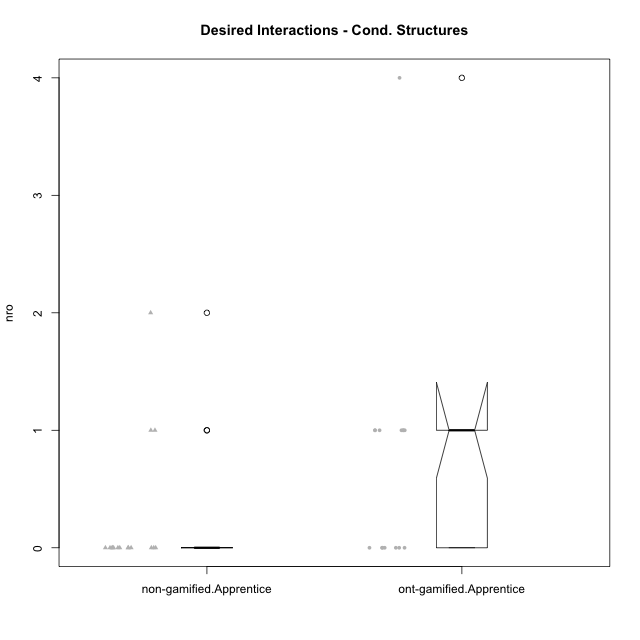 Desired Interactions - Cond. Structures
4
3
2
1
0
nro
non-gamified.Apprentice
ont-gamified.Apprentice